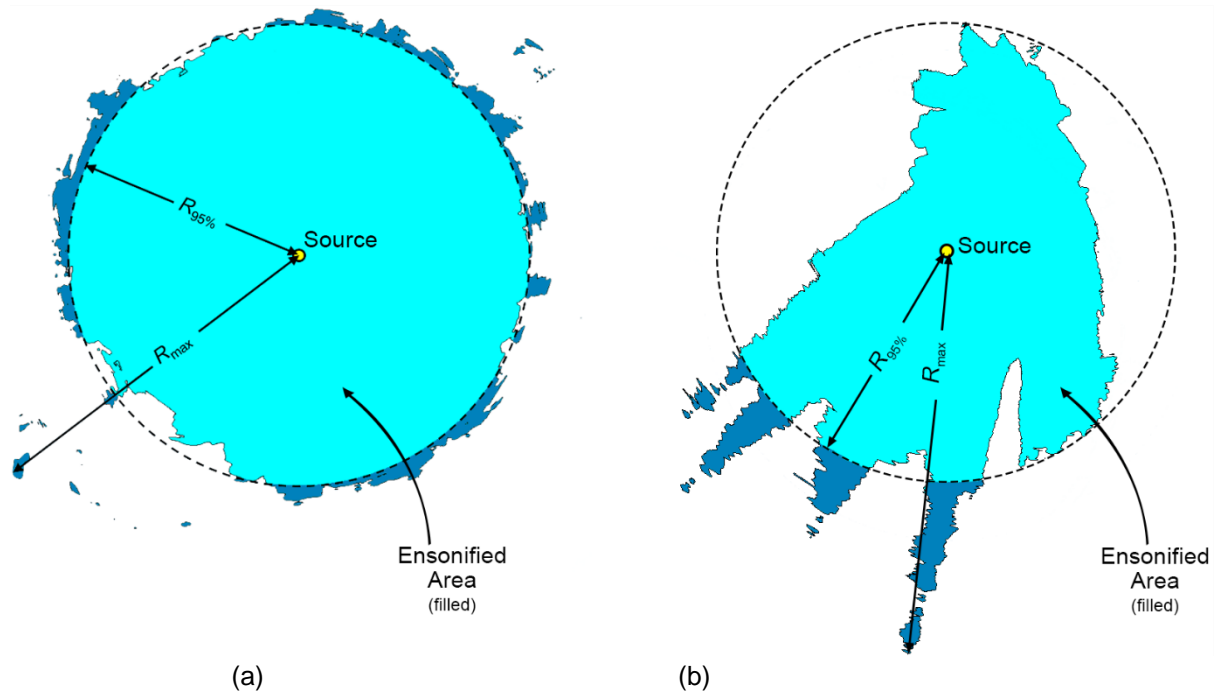 R95%
Source
Rmax
Ensonified
Area
(filled)
(a)
Source
R95%
Rmax
Ensonified
Area
(filled)
(b)